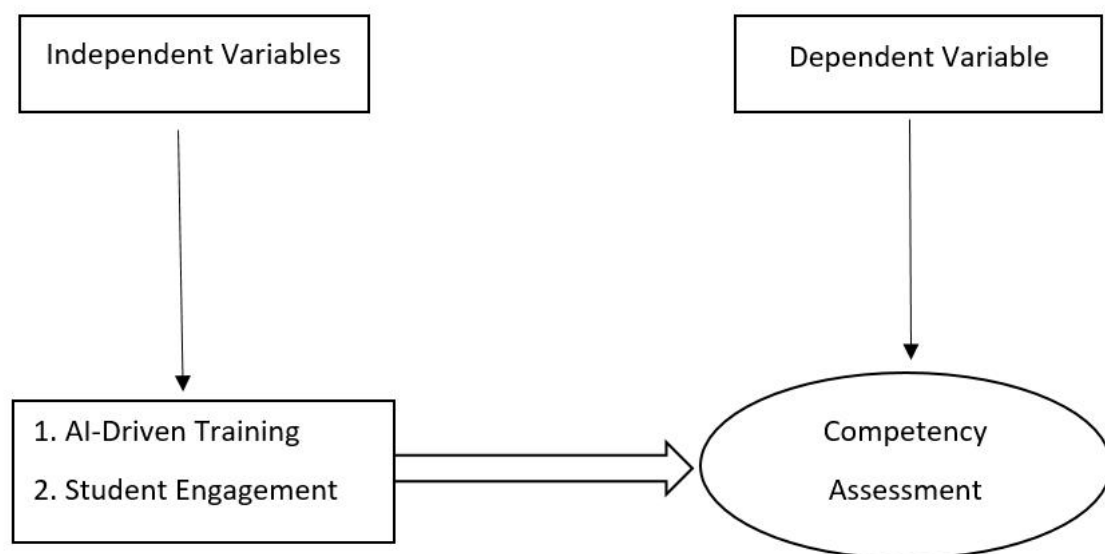 Independent Variables
Dependent Variable
1. AI-Driven Training
2. Student Engagement
Competency
Assessment